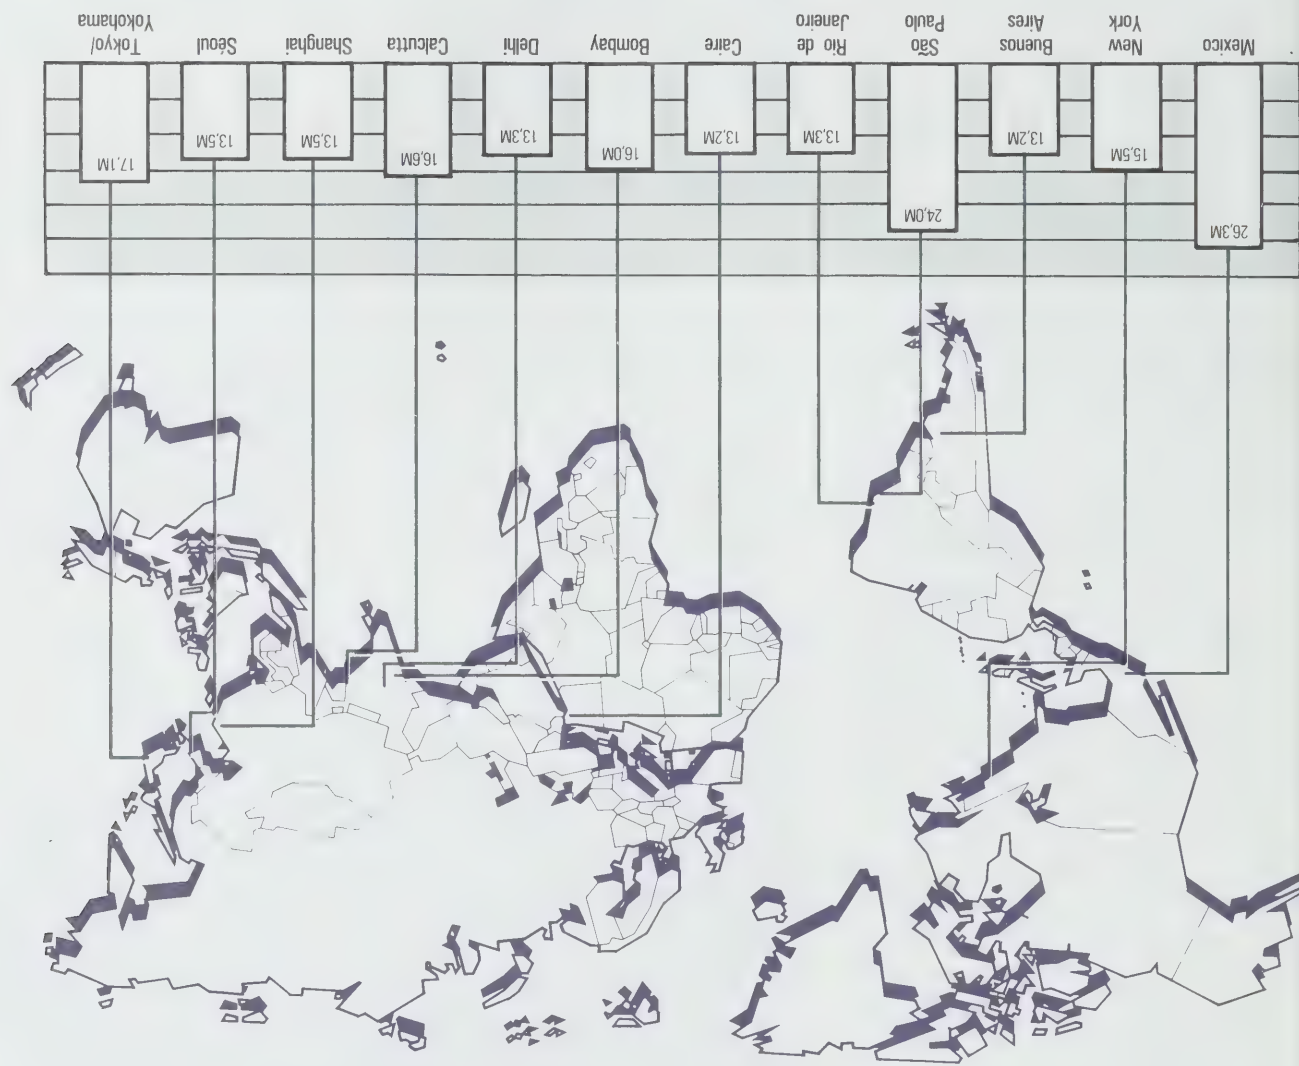 26,3M
15,5M
13,2M
24,0M
13,3M
13,2M
16,0M
13,3M
16,6M
13,5M
13,5M
17,1M
Mexico
New
York
Buenos
Aires
São
Paulo
Rio de
Janeiro
Caire
Bombay
Delhi
Calcutta
Shanghai
Séoul
Tokyo/
Yokohama